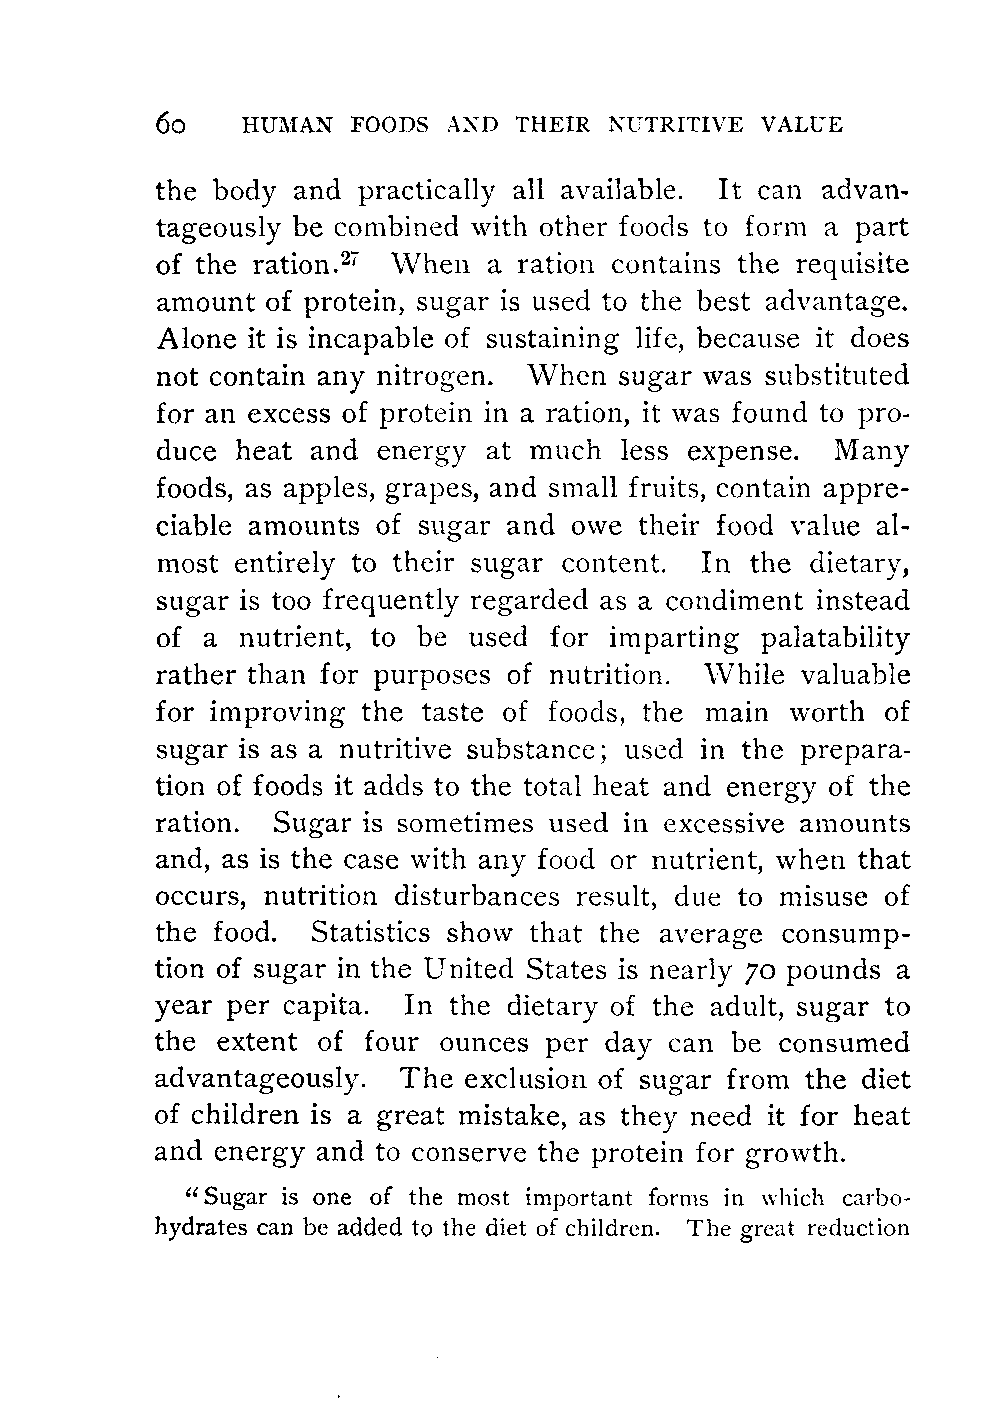 60 HUMAN FOODS AND THEIR NUTRITIVE VALUE
the body and practically all available. It can advan-
tageously be combined with other foods to form a part
of the ration.27 When a ration contains the requisite
amount of protein, sugar is used to the best advantage.
Alone it is incapable of sustaining life, because it does
not contain any nitrogen. When sugar was substituted
for an excess of protein in a ration, it was found to pro-
duce heat and energy at much less expense. Many
foods, as apples, grapes, and small fruits, contain appre-
ciable amounts of sugar and owe their food value al-
most entirely to their sugar content. In the dietary,
sugar is too frequently regarded as a condiment instead
of a nutrient, to be used for imparting palatability
rather than for purposes of nutrition. While valuable
for improving the taste of foods, the main worth of
sugar is as a nutritive substance; used in the prepara-
tion of foods it adds to the total heat and energy of the
ration. Sugar is sometimes used in excessive amounts
and, as is the case with any food or nutrient, when that
occurs, nutrition disturbances result, due to misuse of
the food. Statistics show that the average consump-
tion of sugar in the United States is nearly 70 pounds a
year per capita. In the dietary of the adult, sugar to
the extent of four ounces per day can be consumed
advantageously. The exclusion of sugar from the diet
of children is a great mistake, as they need it for heat
and energy and to conserve the protein for growth.
“Sugar is one of the most important forms in which carbo-
hydrates can be added to the diet of children. The great reduction